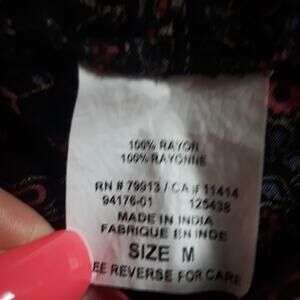 100% RAYON
100% RAYONNE
RN # 79913 / CA # 11414
94176-01 125438
MADE IN INDIA
FABRIQUE EN INDE
SIZE M
EE REVERSE FOR CARE